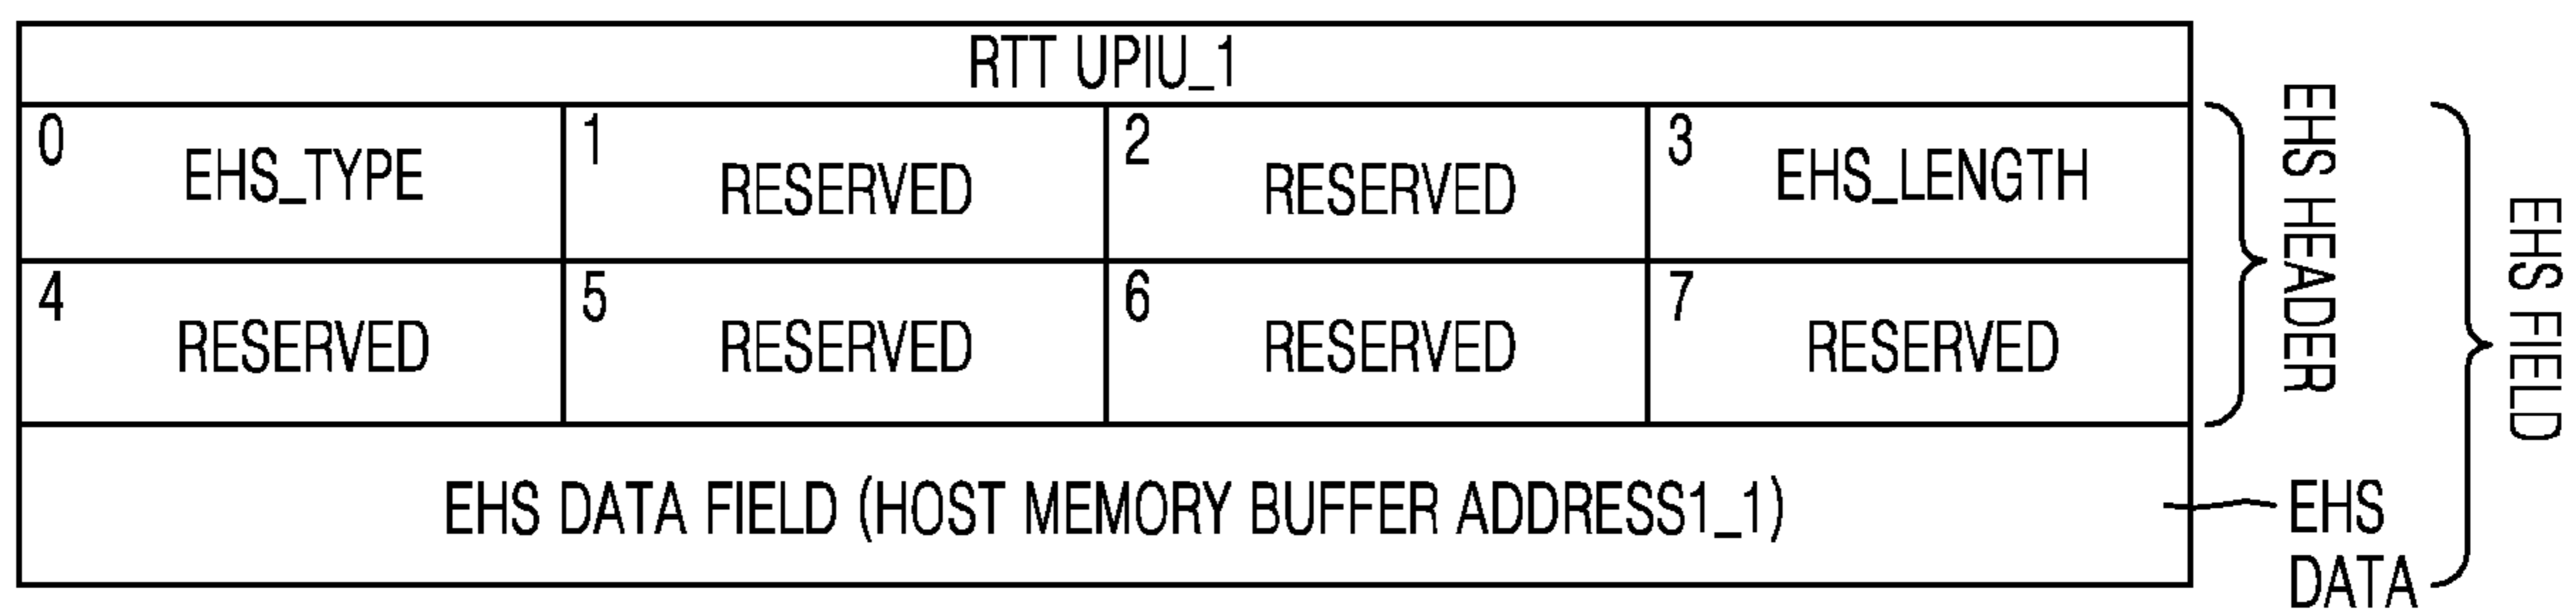 RTT UPIU_1
0 EHS_TYPE 1 RESERVED 2 RESERVED 3 EHS_LENGTH
4 RESERVED 5 RESERVED 6 RESERVED 7 RESERVED
EHS DATA FIELD (HOST MEMORY BUFFER ADDRESS1_1)
EHS HEADER
EHS DATA
EHS FIELD